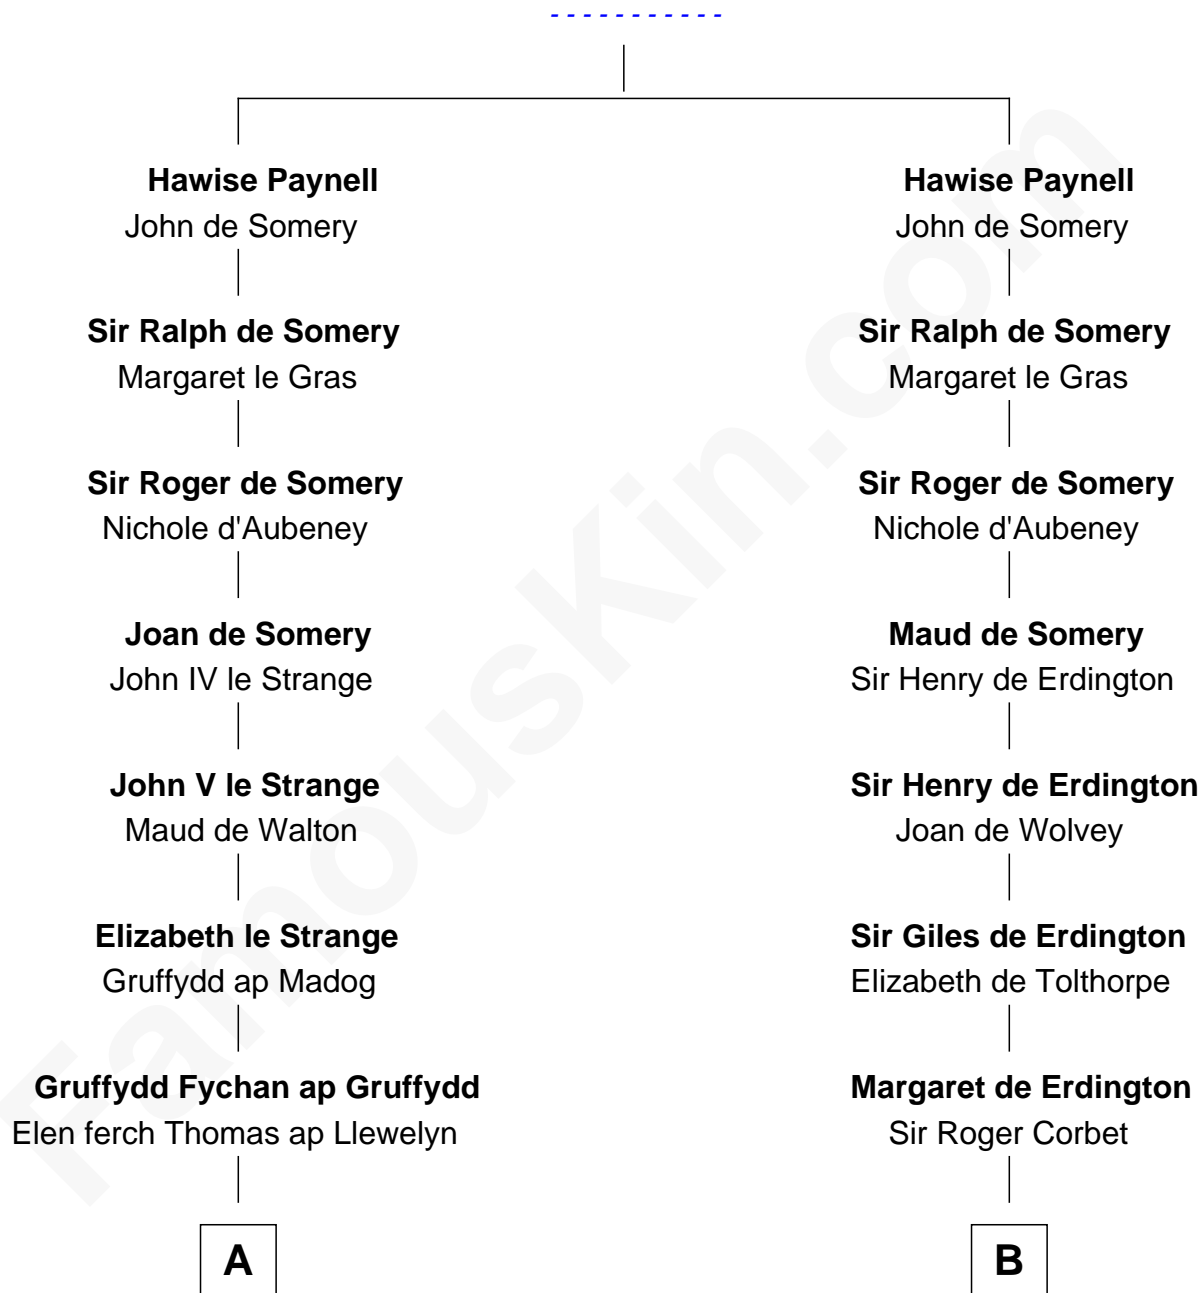 - - - - - - - - - - -
Hawise Paynell
John de Somery
Sir Ralph de Somery
Margaret le Gras
Sir Roger de Somery
Nichole d'Aubeney
Joan de Somery
John IV le Strange
John V le Strange
Maud de Walton
Elizabeth le Strange
Gruffydd ap Madog
Gruffydd Fychan ap Gruffydd
Elen ferch Thomas ap Llewelyn
A
Hawise Paynell
John de Somery
Sir Ralph de Somery
Margaret le Gras
Sir Roger de Somery
Nichole d'Aubeney
Maud de Somery
Sir Henry de Erdington
Sir Henry de Erdington
Joan de Wolvey
Sir Giles de Erdington
Elizabeth de Tolthorpe
Margaret de Erdington
Sir Roger Corbet
B
FamousKin.com